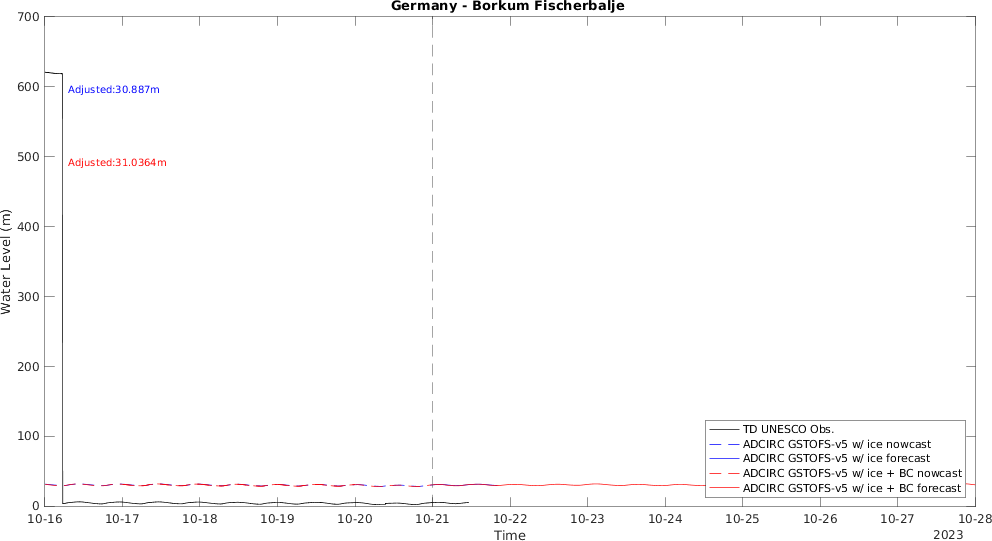 Germany - Borkum Fischerbalje
700
600
500
400
300
200
100
0
Water Level (m)
Adjusted:30.887m
Adjusted:31.0364m
TD UNESCO Obs.
ADCIRC GSTOFS-v5 w/ ice nowcast
ADCIRC GSTOFS-v5 w/ ice forecast
ADCIRC GSTOFS-v5 w/ ice + BC nowcast
ADCIRC GSTOFS-v5 w/ ice + BC forecast
10-16 10-17 10-18 10-19 10-20 10-21 10-22 10-23 10-24 10-25 10-26 10-27 10-28
Time
2023